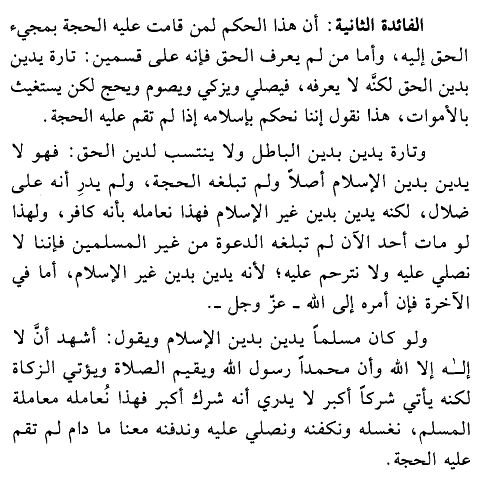 الفائدة الثانية: أن هذا الحكم لمن قامت عليه الحجة بمجيء
الحق إليه، وأما من لم يعرف الحق فإنه على قسمين: تارة يدين
بدين الحق لكنَّه لا يعرفه، فيصلي ويزكي ويصوم ويحج لكن يستغيث
بالأموات، هذا نقول إننا نحكم بإسلامه إذا لم تقم عليه الحجة.
وتارة يدين بدين الباطل ولا ينتسب لدين الحق: فهو لا
يدين بدين الإسلام أصلاً ولم تبلغه الحجة، ولم يدرِ أنه على
ضلال، لكنه يدين بدين غير الإسلام فهذا نعامله بأنه كافر، ولهذا
لو مات أحد الآن لم تبلغه الدعوة من غير المسلمين فإننا لا
نصلي عليه ولا نترحم عليه؛ لأنه يدين بدين غير الإسلام، أما في
الآخرة فإن أمره إلى الله ـ عزّ وجل ـ.
ولو كان مسلماً يدين بدين الإسلام ويقول: أشهد أنَّ لا
إلـٰه إلا الله وأن محمداً رسول الله ويقيم الصلاة ويؤتي الزكاة
لكنه يأتي شركاً أكبر لا يدري أنه شرك أكبر فهذا نُعامله معاملة
المسلم، نغسله ونكفنه ونصلي عليه وندفنه معنا ما دام لم تقم
عليه الحجة.